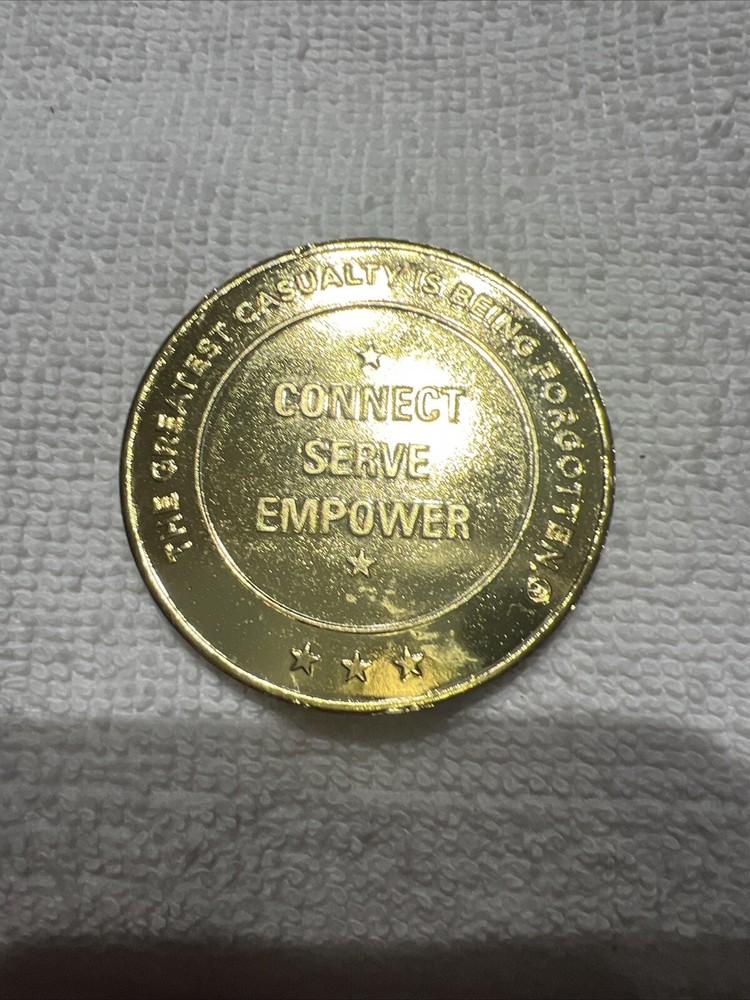 THE GREATEST CASUALTY IS BEING FORGOTTEN.®
CONNECT
SERVE
EMPOWER